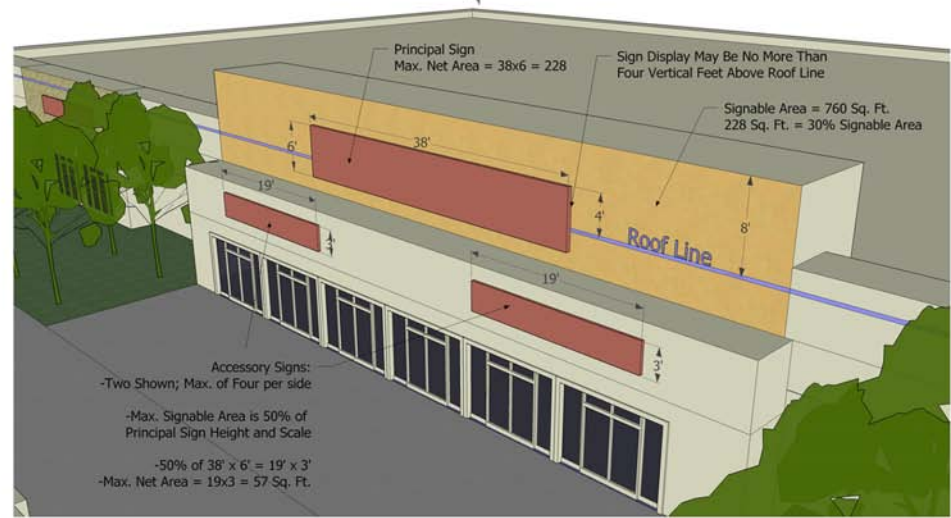 Principal Sign
Max. Net Area = 38x6 = 228
Sign Display May Be No More Than
Four Vertical Feet Above Roof Line
Signable Area = 760 Sq. Ft.
228 Sq. Ft. = 30% Signable Area
38'
6'
4'
8'
Roof Line
19'
3'
19'
3'
Accessory Signs:
-Two Shown; Max. of Four per side
-Max. Signable Area is 50% of
Principal Sign Height and Scale
-50% of 38' x 6' = 19' x 3'
-Max. Net Area = 19x3 = 57 Sq. Ft.